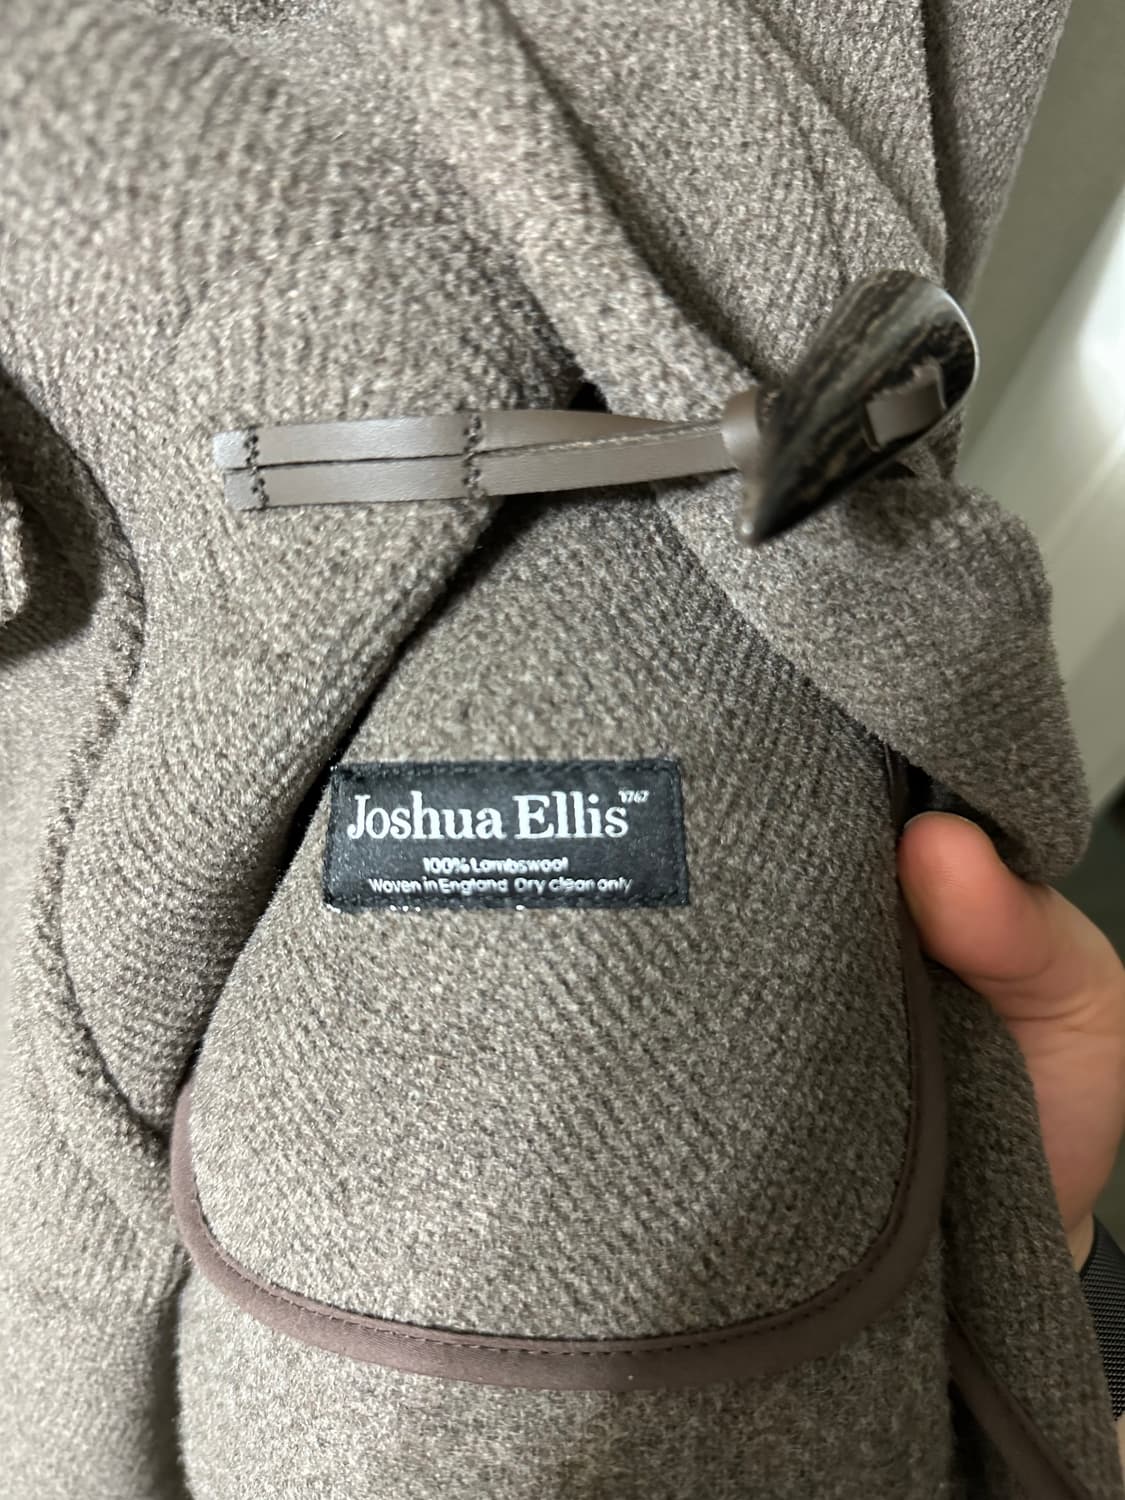 Joshua Ellis 1767
100% Lambswool
Woven in England Dry clean only